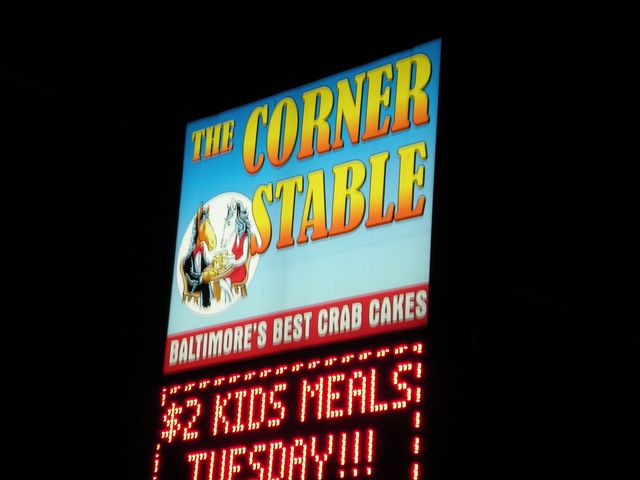 THE CORNER
STABLE
BALTIMORE'S BEST CRAB CAKES
$2 KIDS MEALS
TUESDAY!!!